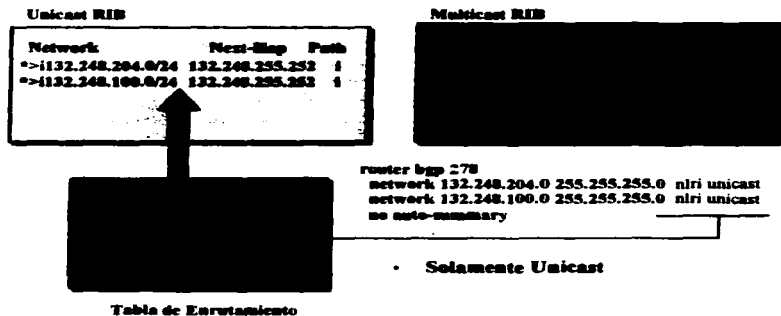 Unicast RIB
Multicast RIB
Network Next-Hop Path
*>i132.248.204.0/24 132.248.255.252 i
*>i132.248.100.0/24 132.248.255.252 i
router bgp 278
network 132.248.204.0 255.255.255.0 nlri unicast
network 132.248.100.0 255.255.255.0 nlri unicast
no auto-summary
· Solamente Unicast
Tabla de Enrutamiento